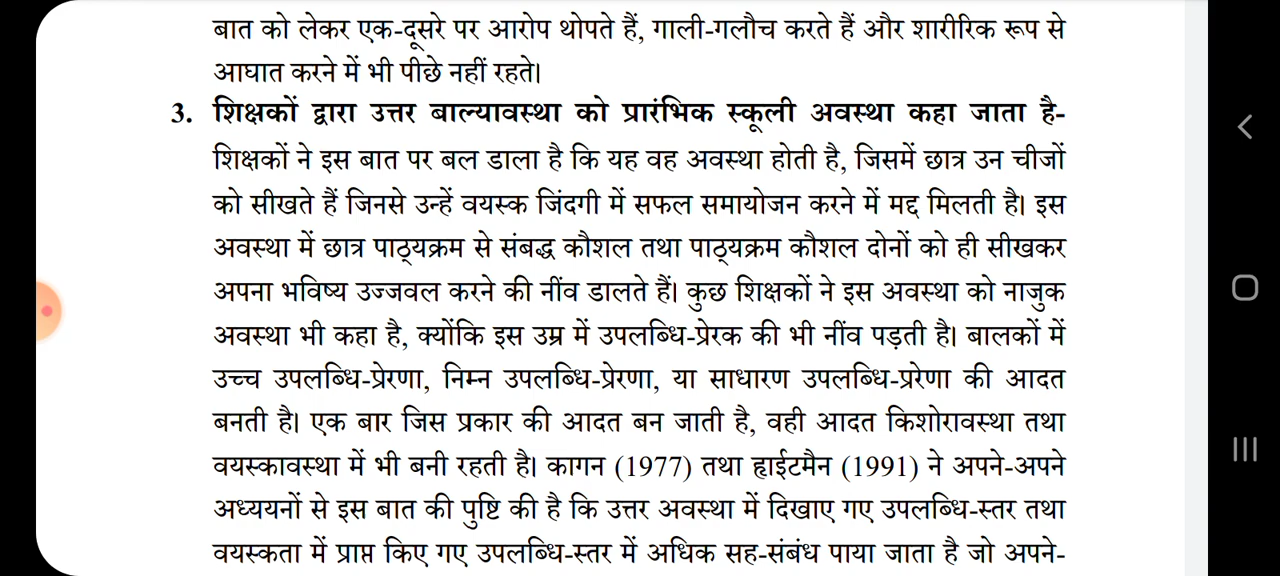 बात को लेकर एक-दूसरे पर आरोप थोपते हैं, गाली-गलौच करते हैं और शारीरिक रूप से
आघात करने में भी पीछे नहीं रहते।
3. शिक्षकों द्वारा उत्तर बाल्यावस्था को प्रारंभिक स्कूली अवस्था कहा जाता है-
शिक्षकों ने इस बात पर बल डाला है कि यह वह अवस्था होती है, जिसमें छात्र उन चीजों
को सीखते हैं जिनसे उन्हें वयस्क जिंदगी में सफल समायोजन करने में मद्द मिलती है। इस
अवस्था में छात्र पाठ्यक्रम से संबद्ध कौशल तथा पाठ्यक्रम कौशल दोनों को ही सीखकर
अपना भविष्य उज्जवल करने की नींव डालते हैं। कुछ शिक्षकों ने इस अवस्था को नाजुक
अवस्था भी कहा है, क्योंकि इस उम्र में उपलब्धि-प्रेरक की भी नींव पड़ती है। बालकों में
उच्च उपलब्धि-प्रेरणा, निम्न उपलब्धि-प्रेरणा, या साधारण उपलब्धि-प्ररेणा की आदत
बनती है। एक बार जिस प्रकार की आदत बन जाती है, वही आदत किशोरावस्था तथा
वयस्कावस्था में भी बनी रहती है। कागन (1977) तथा ह्राईटमैन (1991) ने अपने-अपने
अध्ययनों से इस बात की पुष्टि की है कि उत्तर अवस्था में दिखाए गए उपलब्धि-स्तर तथा
वयस्कता में प्राप्त किए गए उपलब्धि-स्तर में अधिक सह-संबंध पाया जाता है जो अपने-